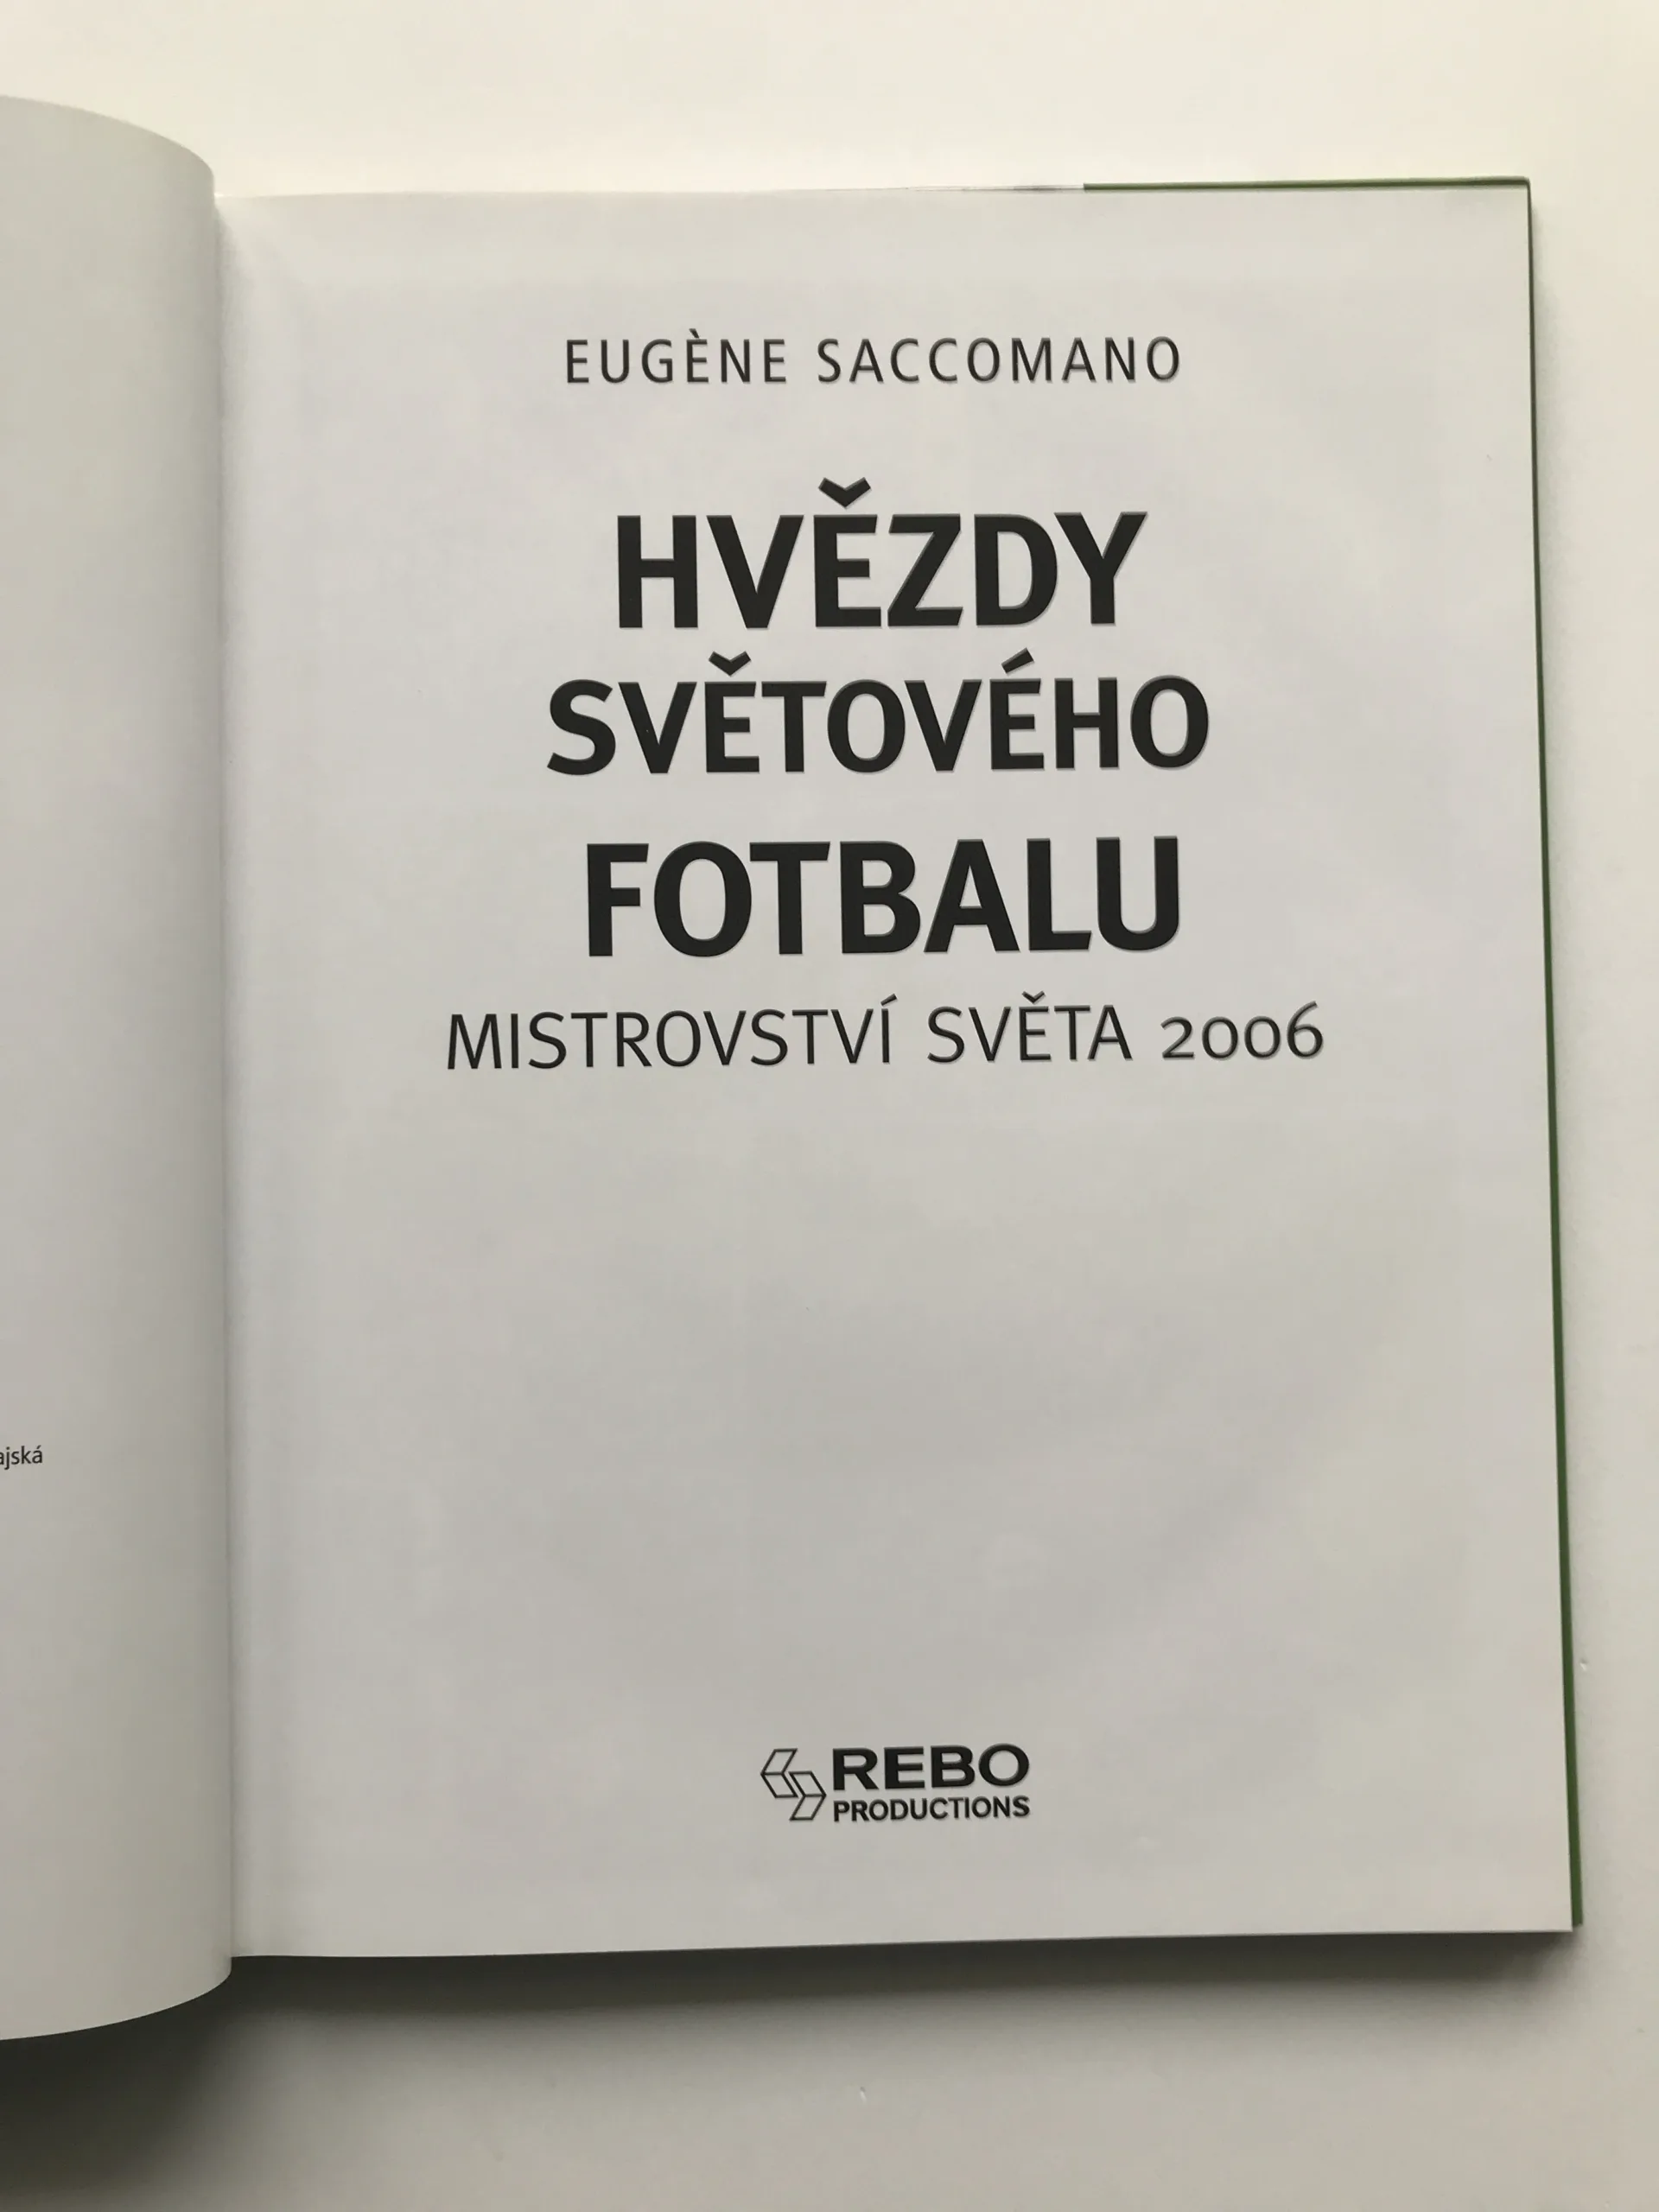 EUGÈNE SACCOMANO
HVĚZDY
SVĚTOVÉHO
FOTBALU
MISTROVSTVÍ SVĚTA 2006
REBO
PRODUCTIONS